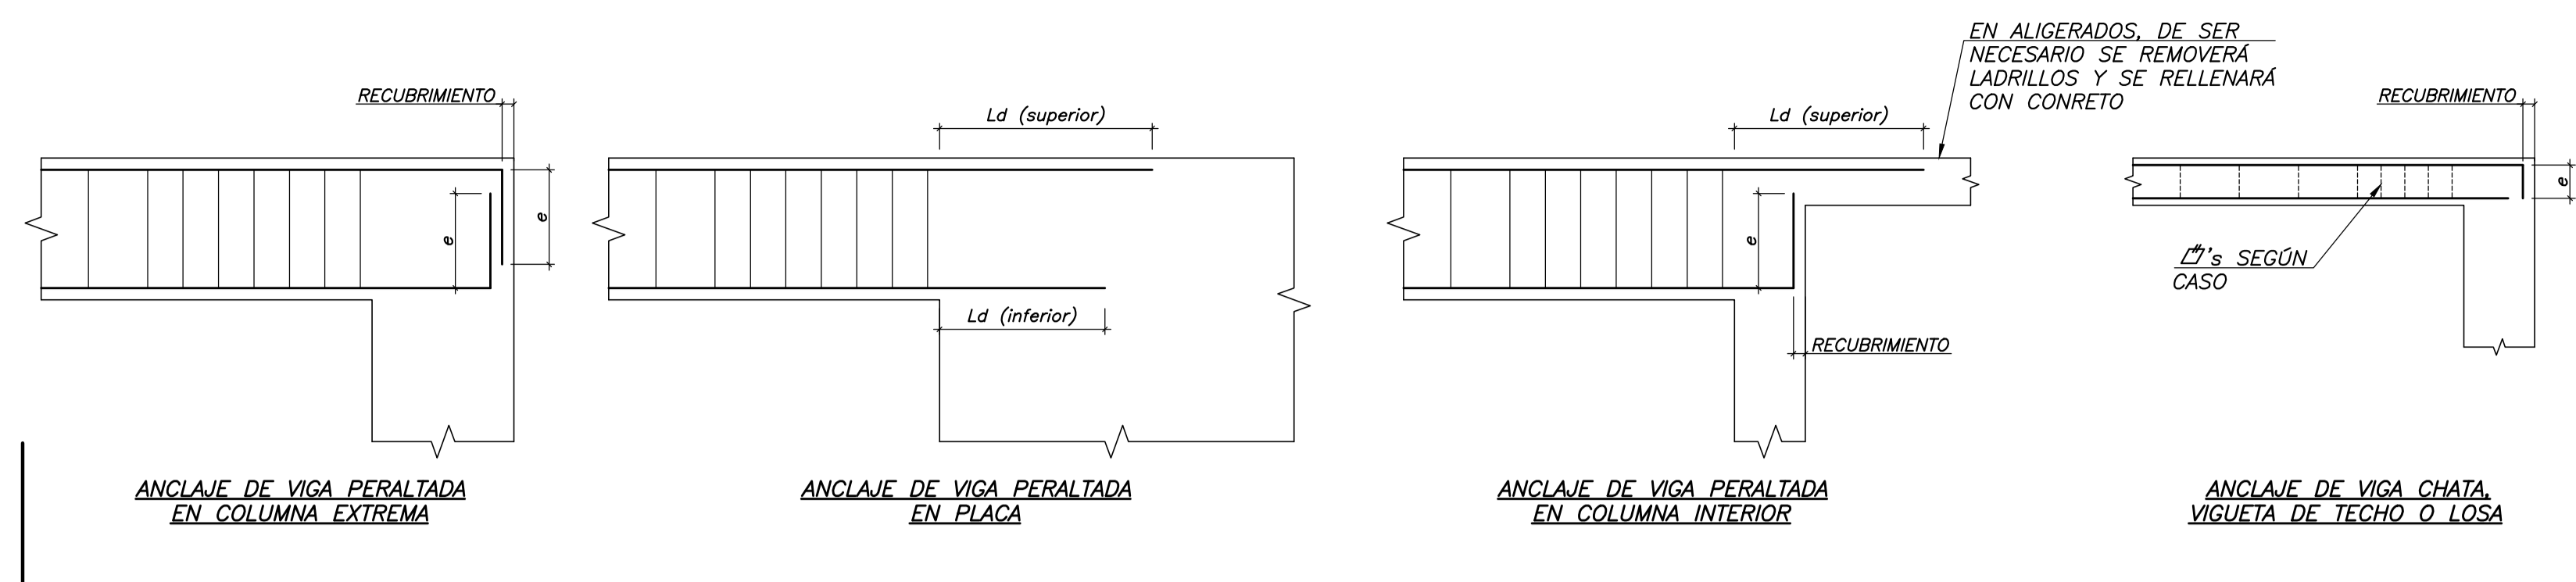 RECUBRIMIENTO
e
e
ANCLAJE DE VIGA PERALTADA
EN COLUMNA EXTREMA
Ld (superior)
Ld (inferior)
ANCLAJE DE VIGA PERALTADA
EN PLACA
Ld (superior)
EN ALIGERADOS, DE SER
NECESARIO SE REMOVERÁ
LADRILLOS Y SE RELLENARÁ
CON CONRETO
e
RECUBRIMIENTO
ANCLAJE DE VIGA PERALTADA
EN COLUMNA INTERIOR
RECUBRIMIENTO
e
's SEGÚN
CASO
ANCLAJE DE VIGA CHATA,
VIGUETA DE TECHO O LOSA